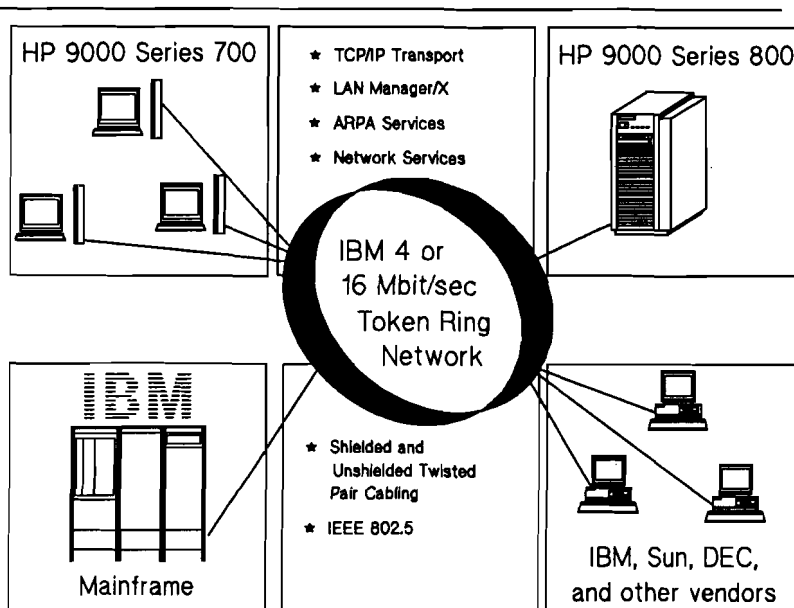 HP 9000 Series 700
★ TCP/IP Transport
★ LAN Manager/X
★ ARPA Services
★ Network Services
HP 9000 Series 800
IBM 4 or
16 Mbit/sec
Token Ring
Network
IBM
Mainframe
★ Shielded and
Unshielded Twisted
Pair Cabling
★ IEEE 802.5
IBM, Sun, DEC,
and other vendors